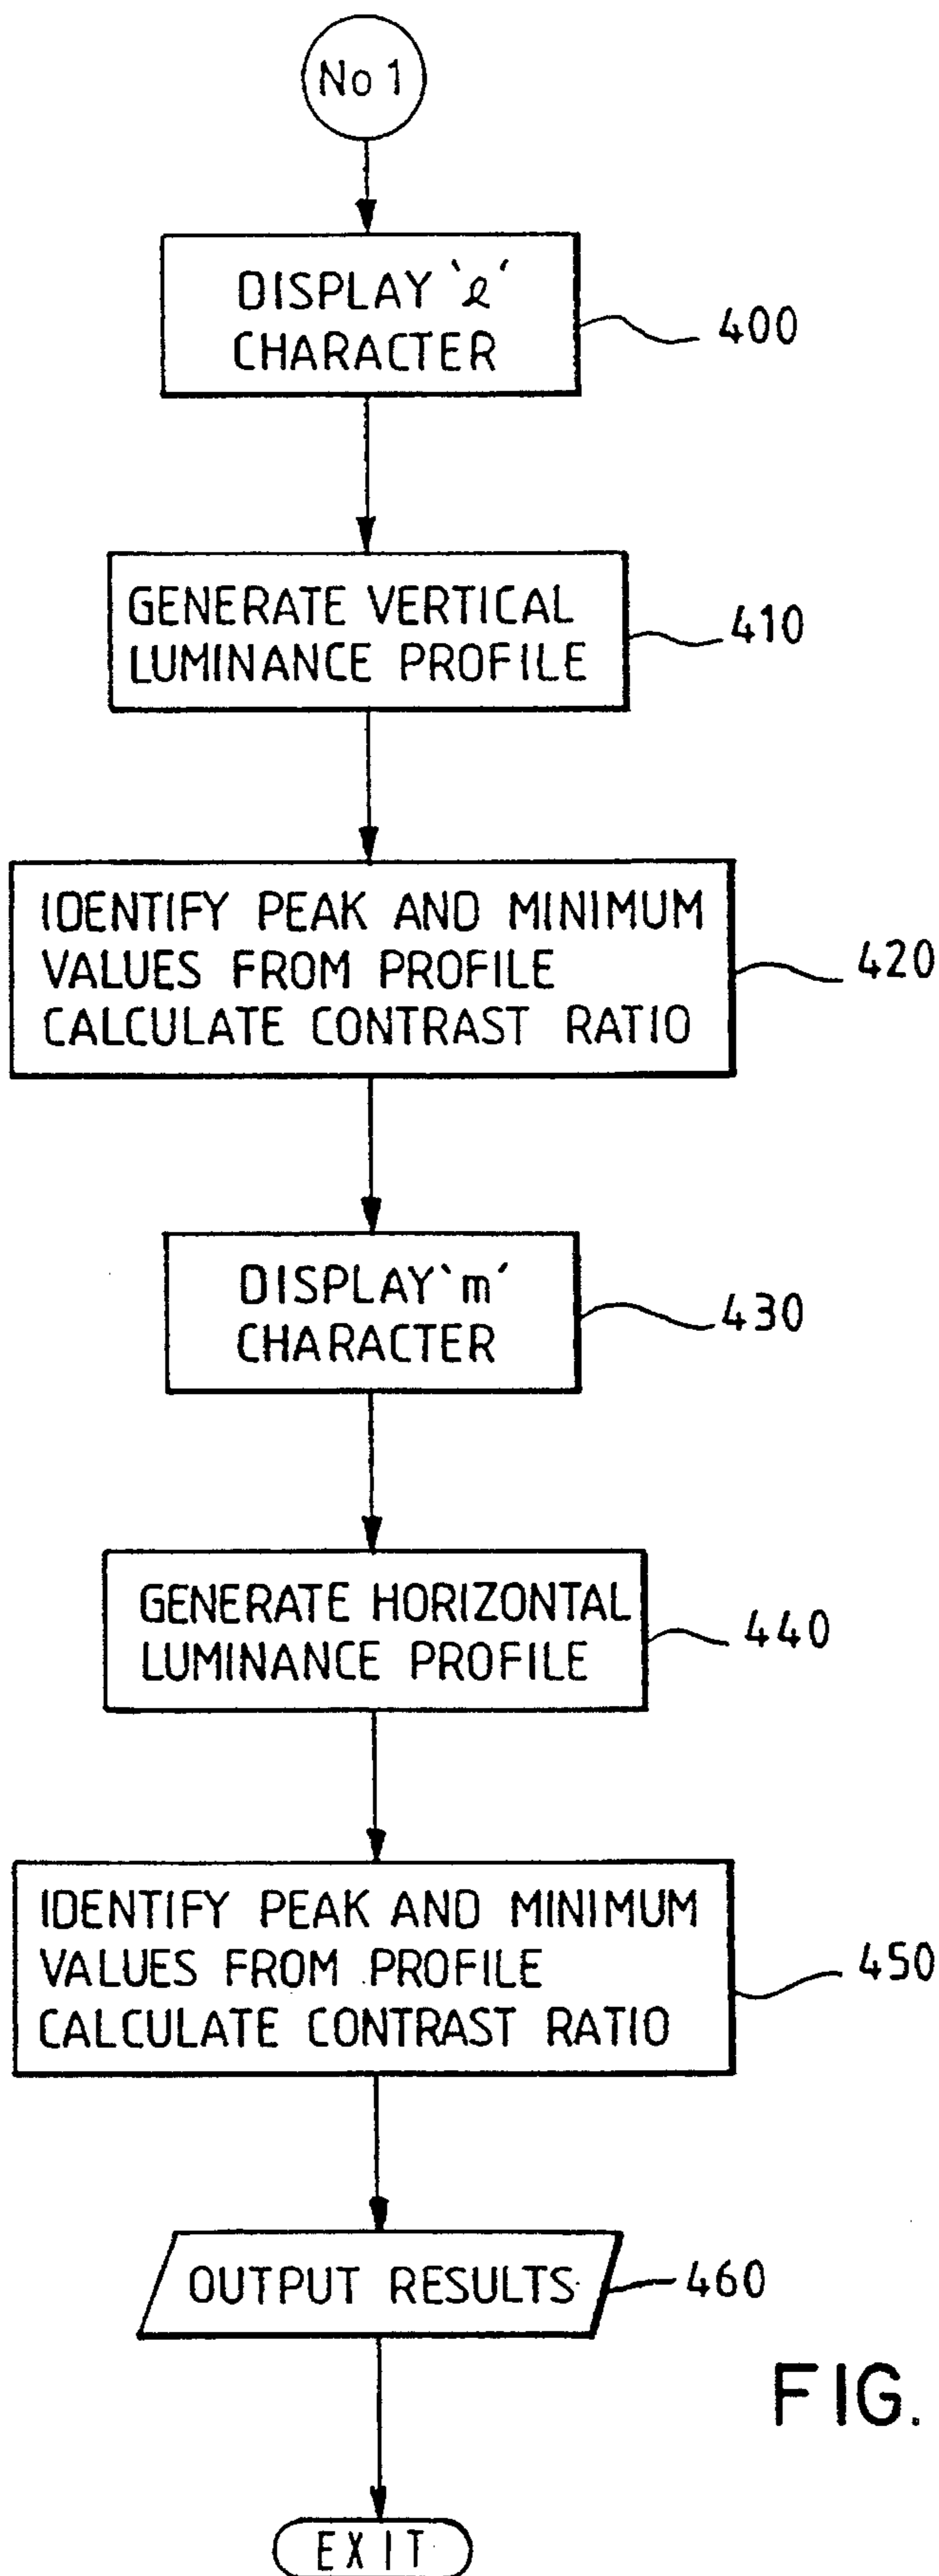 No 1
DISPLAY 'e'
CHARACTER
400
GENERATE VERTICAL
LUMINANCE PROFILE
410
IDENTIFY PEAK AND MINIMUM
VALUES FROM PROFILE
CALCULATE CONTRAST RATIO
420
DISPLAY 'm'
CHARACTER
430
GENERATE HORIZONTAL
LUMINANCE PROFILE
440
IDENTIFY PEAK AND MINIMUM
VALUES FROM PROFILE
CALCULATE CONTRAST RATIO
450
OUTPUT RESULTS
460
FIG.
EXIT